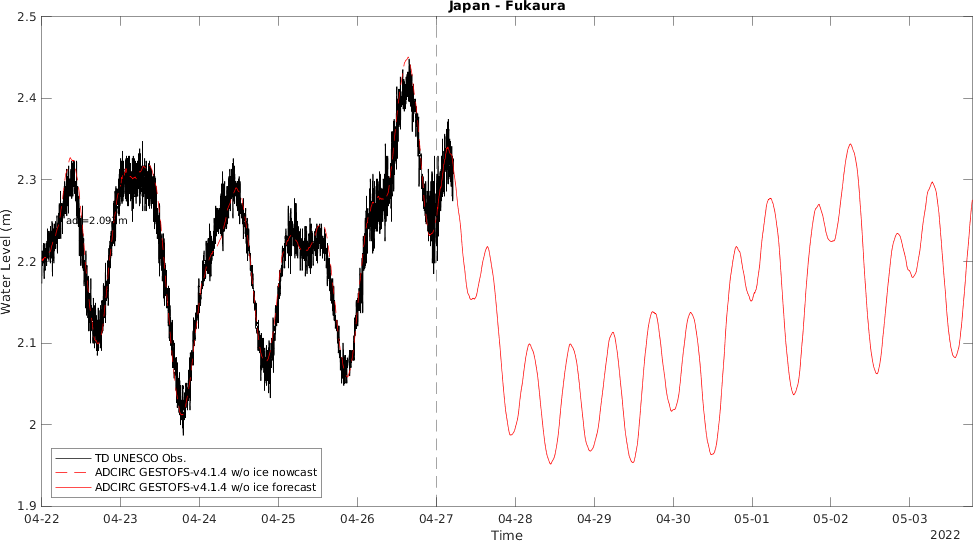 Japan - Fukaura
2.5
2.4
2.3
2.2
2.1
2
1.9
Water Level (m)
TD UNESCO Obs.
ADCIRC GESTOFS-v4.1.4 w/o ice nowcast
ADCIRC GESTOFS-v4.1.4 w/o ice forecast
04-22 04-23 04-24 04-25 04-26 04-27 04-28 04-29 04-30 05-01 05-02 05-03
Time
2022